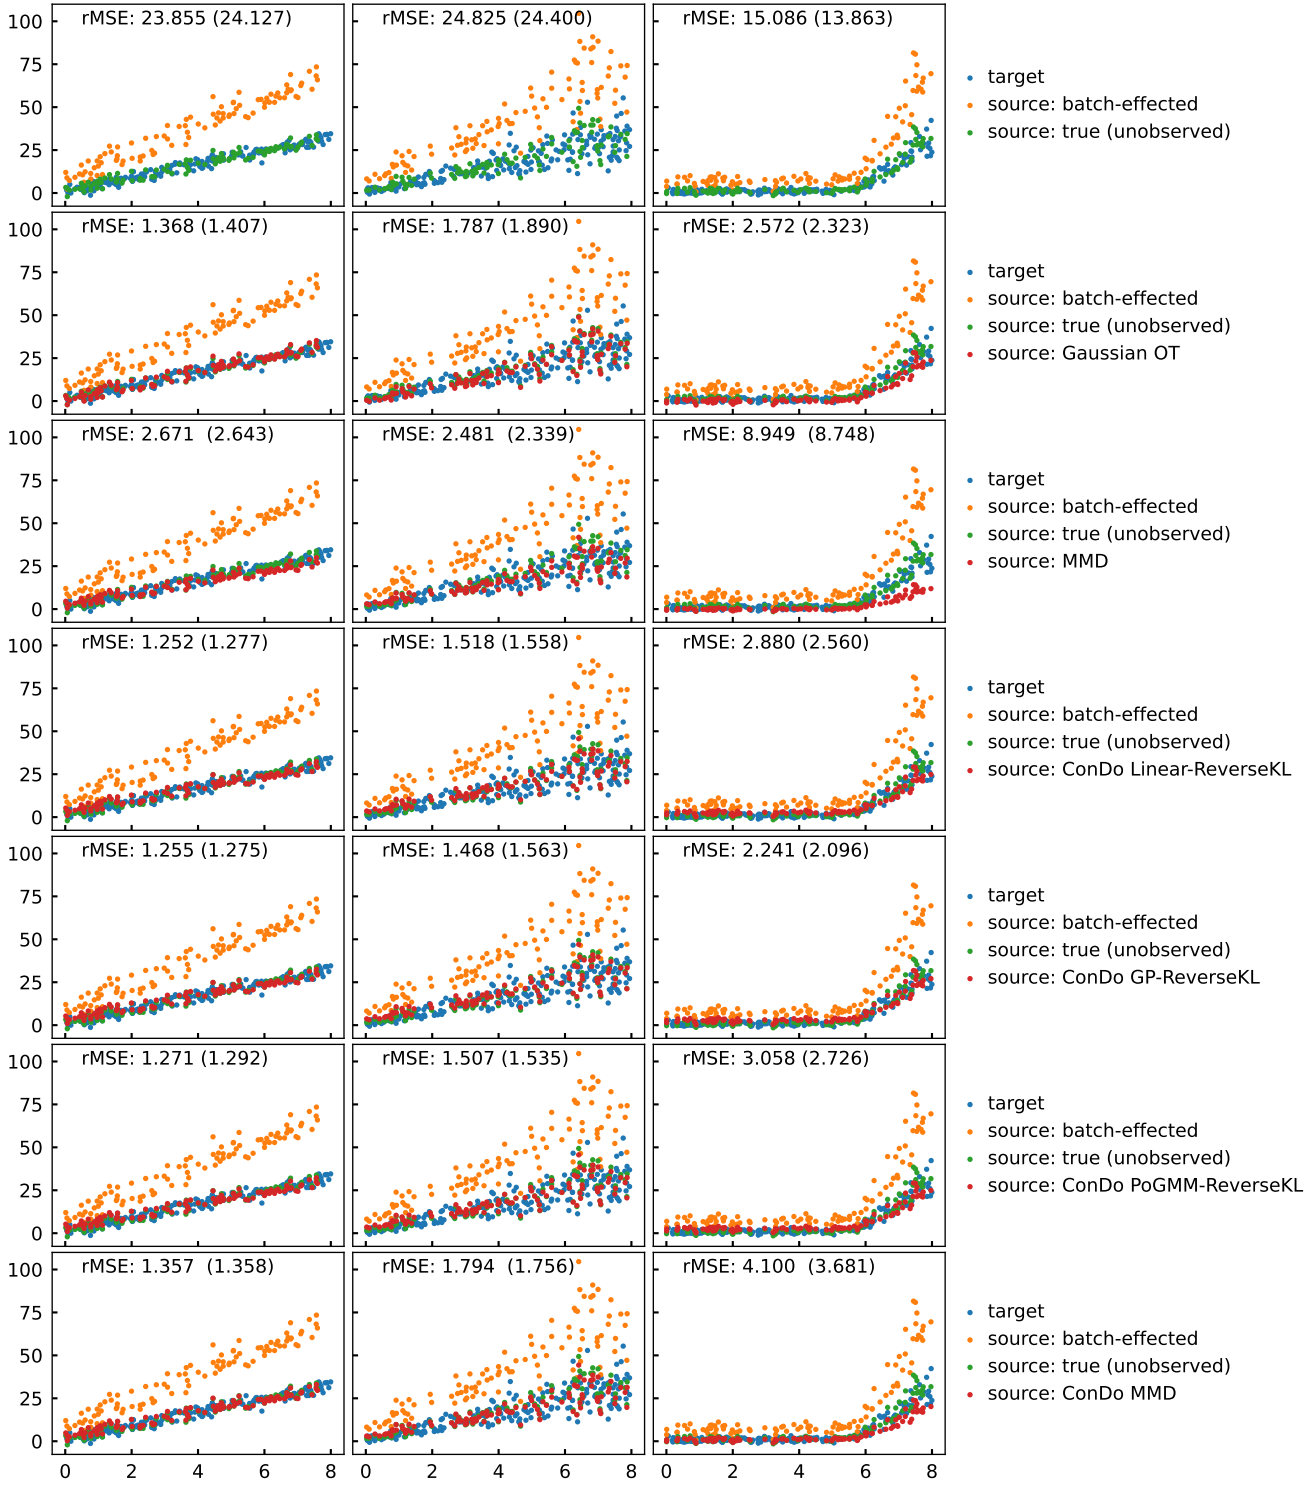 rMSE: 23.855 (24.127) rMSE: 24.825 (24.400) rMSE: 15.086 (13.863)
100
75
50
25
0
target
source: batch-effected
source: true (unobserved)
rMSE: 1.368 (1.407) rMSE: 1.787 (1.890) rMSE: 2.572 (2.323)
100
75
50
25
0
target
source: batch-effected
source: true (unobserved)
source: Gaussian OT
rMSE: 2.671 (2.643) rMSE: 2.481 (2.339) rMSE: 8.949 (8.748)
100
75
50
25
0
target
source: batch-effected
source: true (unobserved)
source: MMD
rMSE: 1.252 (1.277) rMSE: 1.518 (1.558) rMSE: 2.880 (2.560)
100
75
50
25
0
target
source: batch-effected
source: true (unobserved)
source: ConDo Linear-ReverseKL
rMSE: 1.255 (1.275) rMSE: 1.468 (1.563) rMSE: 2.241 (2.096)
100
75
50
25
0
target
source: batch-effected
source: true (unobserved)
source: ConDo GP-ReverseKL
rMSE: 1.271 (1.292) rMSE: 1.507 (1.535) rMSE: 3.058 (2.726)
100
75
50
25
0
target
source: batch-effected
source: true (unobserved)
source: ConDo PoGMM-ReverseKL
rMSE: 1.357 (1.358) rMSE: 1.794 (1.756) rMSE: 4.100 (3.681)
100
75
50
25
0
target
source: batch-effected
source: true (unobserved)
source: ConDo MMD
0 2 4 6 8 0 2 4 6 8 0 2 4 6 8